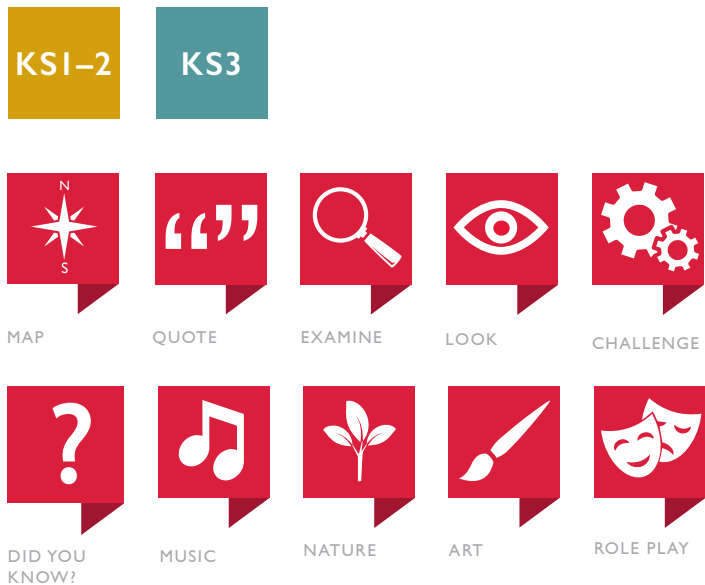 KS1–2
KS3
N
S
“ ”
MAP
QUOTE
EXAMINE
LOOK
CHALLENGE
?
DID YOU
KNOW?
MUSIC
NATURE
ART
ROLE PLAY